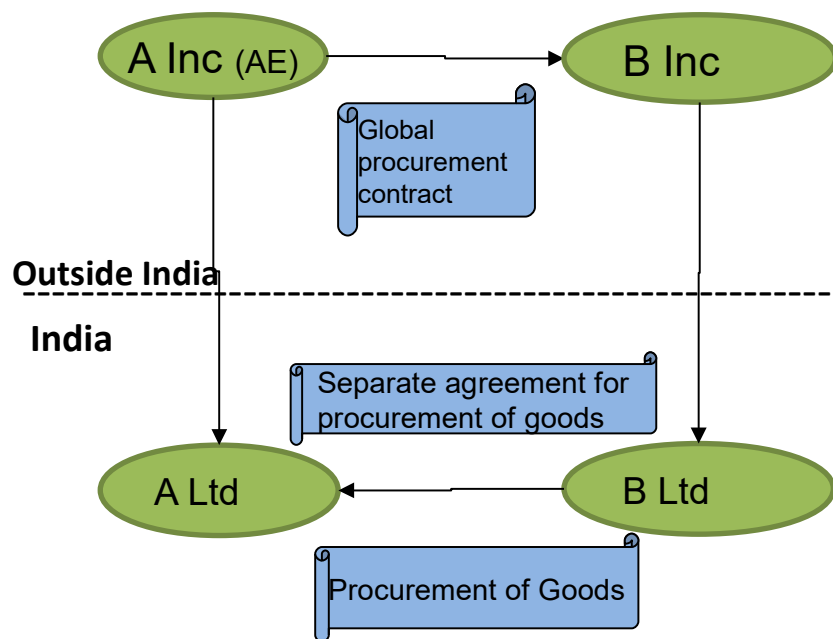 A Inc (AE)
B Inc
Global
procurement
contract
Outside India
India
Separate agreement for
procurement of goods
A Ltd
B Ltd
Procurement of Goods